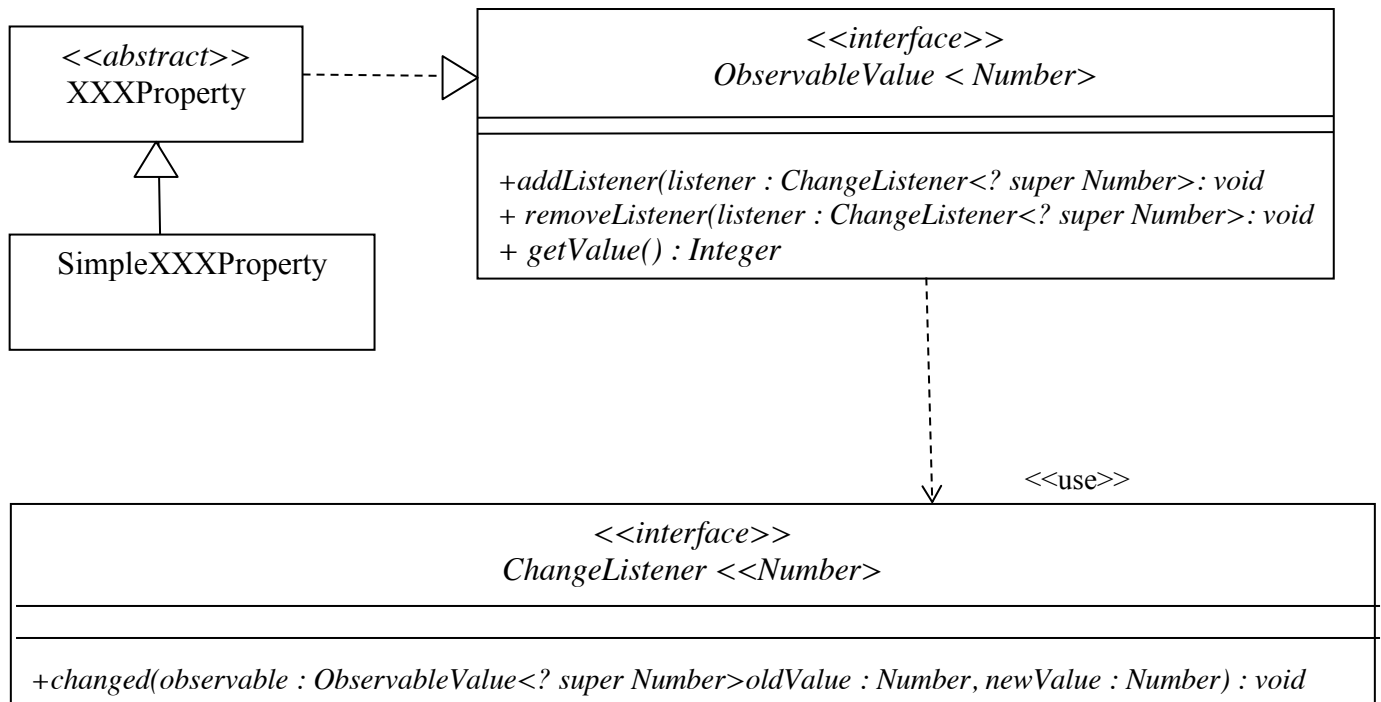 <<abstract>>
XXXProperty
<<interface>>
ObservableValue < Number>
+addListener(listener : ChangeListener<? super Number>: void
+ removeListener(listener : ChangeListener<? super Number>: void
+ getValue() : Integer
SimpleXXXProperty
<<use>>
<<interface>>
ChangeListener <<Number>
+changed(observable : ObservableValue<? super Number>oldValue : Number, newValue : Number) : void